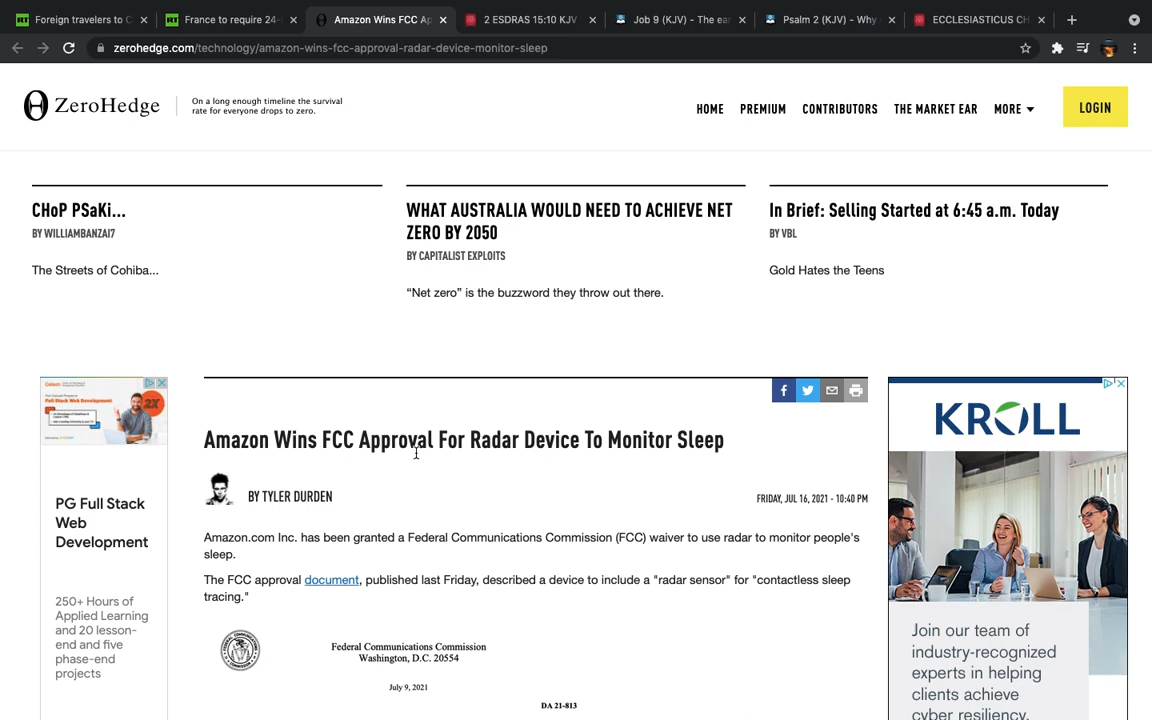 Foreign travelers to C
France to require 24-
Amazon Wins FCC Ap
2 ESDRAS 15:10 KJV
Job 9 (KJV) - The ear
Psalm 2 (KJV) - Why
ECCLESIASTICUS CH
zerohedge.com/technology/amazon-wins-fcc-approval-radar-device-monitor-sleep
ZeroHedge
On a long enough timeline the survival
rate for everyone drops to zero.
HOME PREMIUM CONTRIBUTORS THE MARKET EAR MORE
LOGIN
CHoP PSaKi...
BY WILLIAMBANZAI7
The Streets of Cohiba...
WHAT AUSTRALIA WOULD NEED TO ACHIEVE NET
ZERO BY 2050
BY CAPITALIST EXPLOITS
“Net zero” is the buzzword they throw out there.
In Brief: Selling Started at 6:45 a.m. Today
BY VBL
Gold Hates the Teens
2X
PG Full Stack
Web
Development
250+ Hours of
Applied Learning
and 20 lesson-
end and five
phase-end
projects
Amazon Wins FCC Approval For Radar Device To Monitor Sleep
BY TYLER DURDEN
FRIDAY, JUL 16, 2021 - 10:40 PM
Amazon.com Inc. has been granted a Federal Communications Commission (FCC) waiver to use radar to monitor people's
sleep.
The FCC approval document, published last Friday, described a device to include a "radar sensor" for "contactless sleep
tracing."
Federal Communications Commission
Washington, D.C. 20554
July 9, 2021
DA 21-813
KROLL
Join our team of
industry-recognized
experts in helping
clients achieve
cyber resiliency.